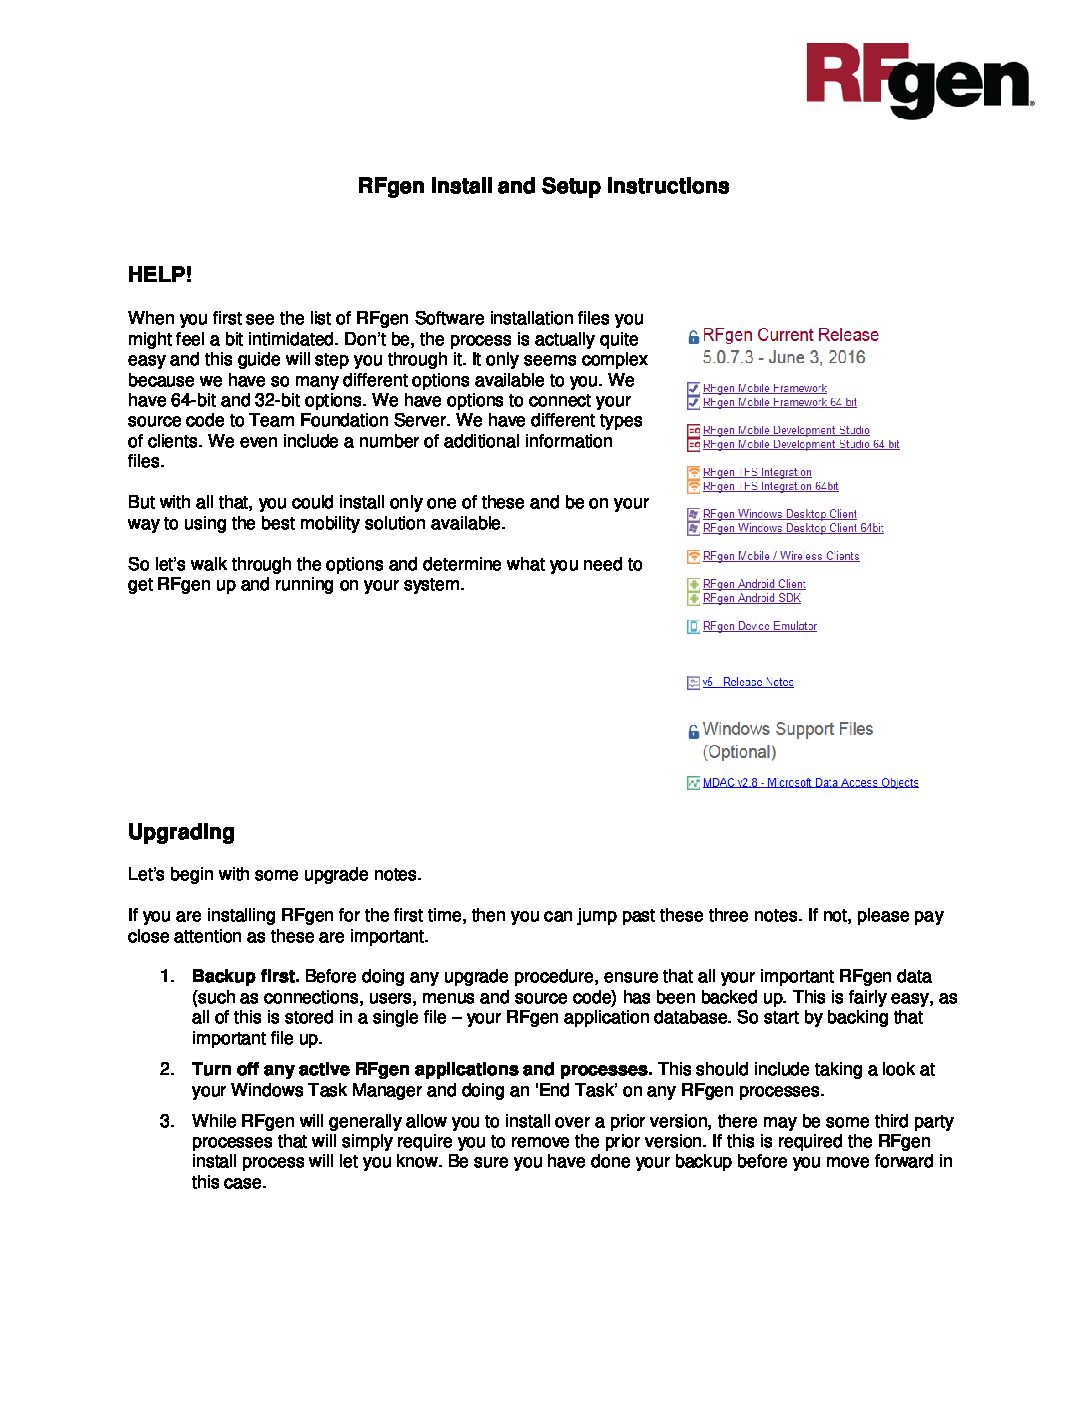 RFgen®
RFgen Install and Setup Instructions
HELP!
When you first see the list of RFgen Software installation files you
might feel a bit intimidated. Don't be, the process is actually quite
easy and this guide will step you through it. It only seems complex
because we have so many different options available to you. We
have 64-bit and 32-bit options. We have options to connect your
source code to Team Foundation Server. We have different types
of clients. We even include a number of additional information
files.
But with all that, you could install only one of these and be on your
way to using the best mobility solution available.
So let's walk through the options and determine what you need to
get RFgen up and running on your system.
RFgen Current Release
5.0.7.3 - June 3, 2016
RFgen Mobile Framework
RFgen Mobile Framework 64 bit
RFgen Mobile Development Studio
RFgen Mobile Development Studio 64 bit
RFgen TFS Integration
RFgen TFS Integration 64bit
RFgen Windows Desktop Client
RFgen Windows Desktop Client 64bit
RFgen Mobile / Wireless Clients
RFgen Android Client
RFgen Android SDK
RFgen Device Emulator
v5 - Release Notes
Windows Support Files
(Optional)
MDAC v2.8 - Microsoft Data Access Objects
Upgrading
Let's begin with some upgrade notes.
If you are installing RFgen for the first time, then you can jump past these three notes. If not, please pay
close attention as these are important.
1. Backup first. Before doing any upgrade procedure, ensure that all your important RFgen data
(such as connections, users, menus and source code) has been backed up. This is fairly easy, as
all of this is stored in a single file – your RFgen application database. So start by backing that
important file up.
2. Turn off any active RFgen applications and processes. This should include taking a look at
your Windows Task Manager and doing an 'End Task' on any RFgen processes.
3. While RFgen will generally allow you to install over a prior version, there may be some third party
processes that will simply require you to remove the prior version. If this is required the RFgen
install process will let you know. Be sure you have done your backup before you move forward in
this case.